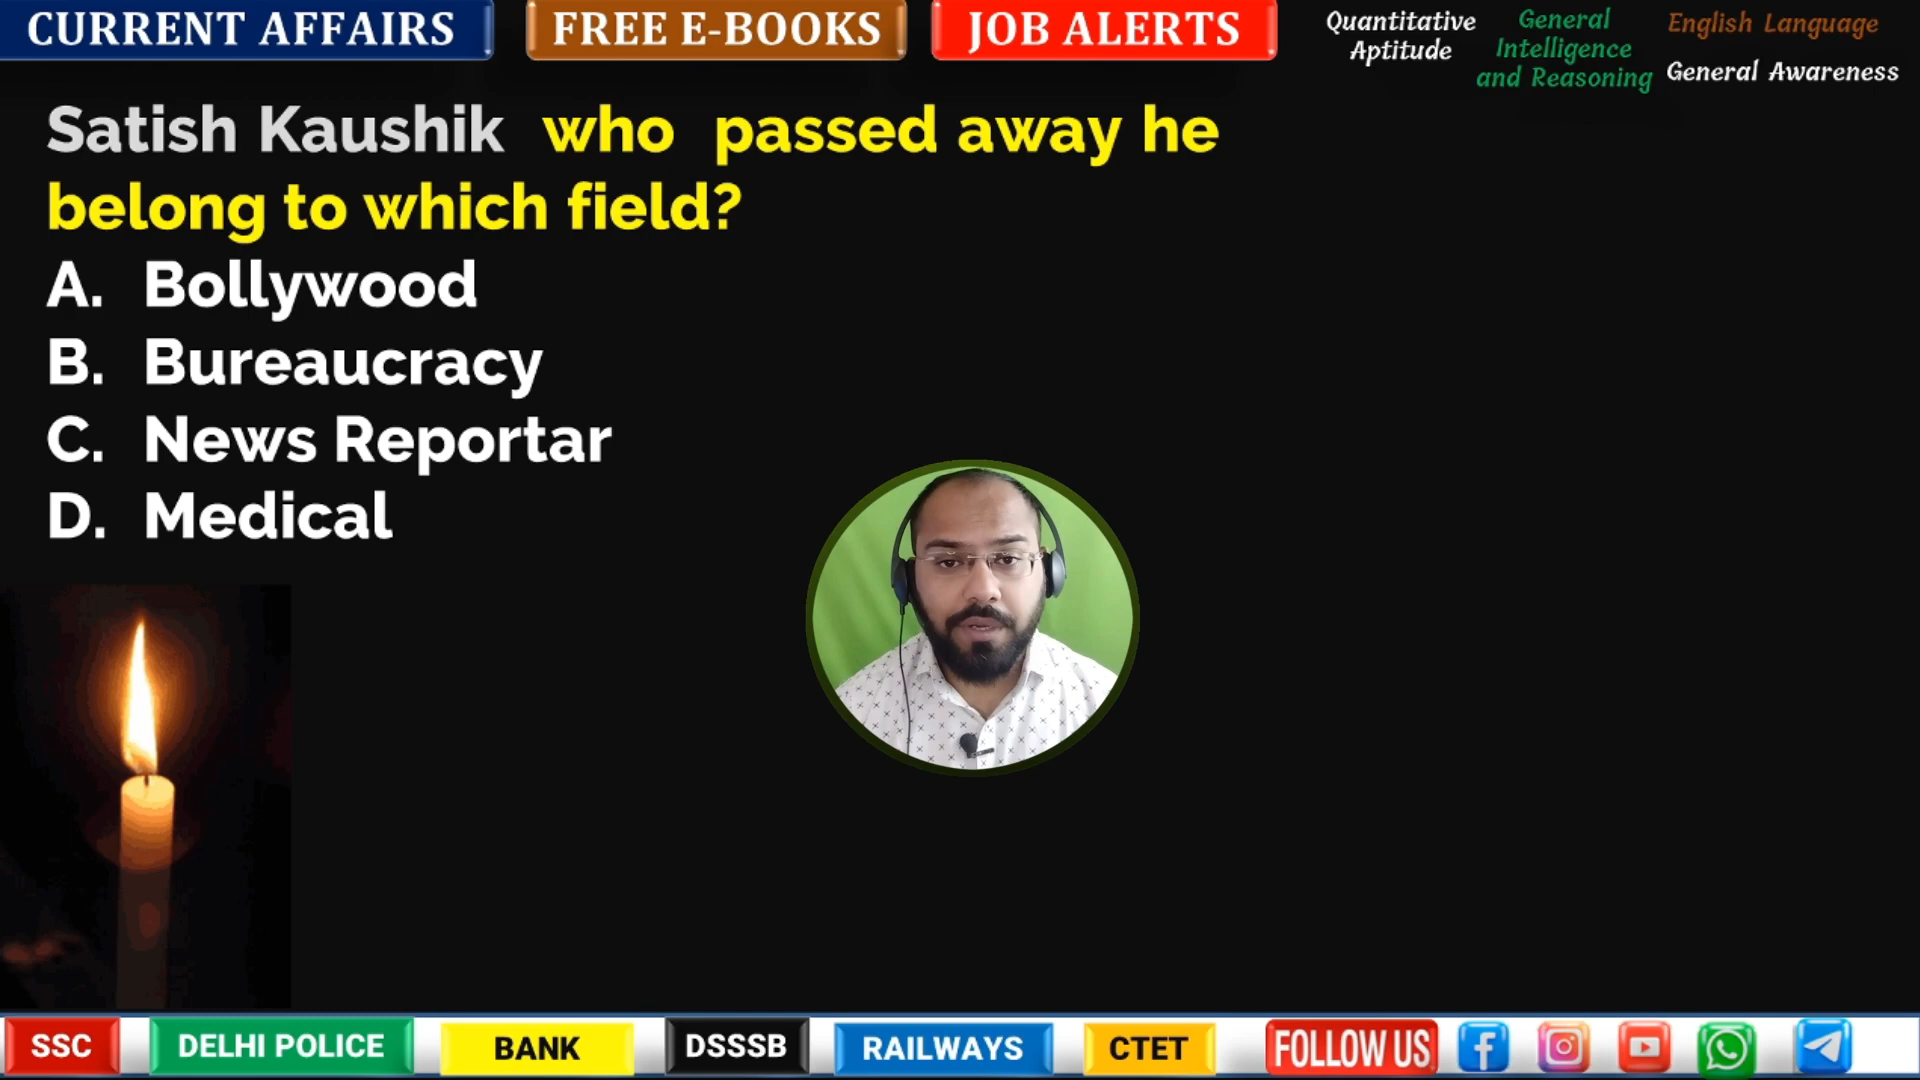 CURRENT AFFAIRS
FREE E-BOOKS
JOB ALERTS
Quantitative
Aptitude
General
Intelligence
and Reasoning
English Language
General Awareness
Satish Kaushik who passed away he
belong to which field?
A. Bollywood
B. Bureaucracy
C. News Reportar
D. Medical
SSC
DELHI POLICE
BANK
DSSSB
RAILWAYS
CTET
FOLLOW US